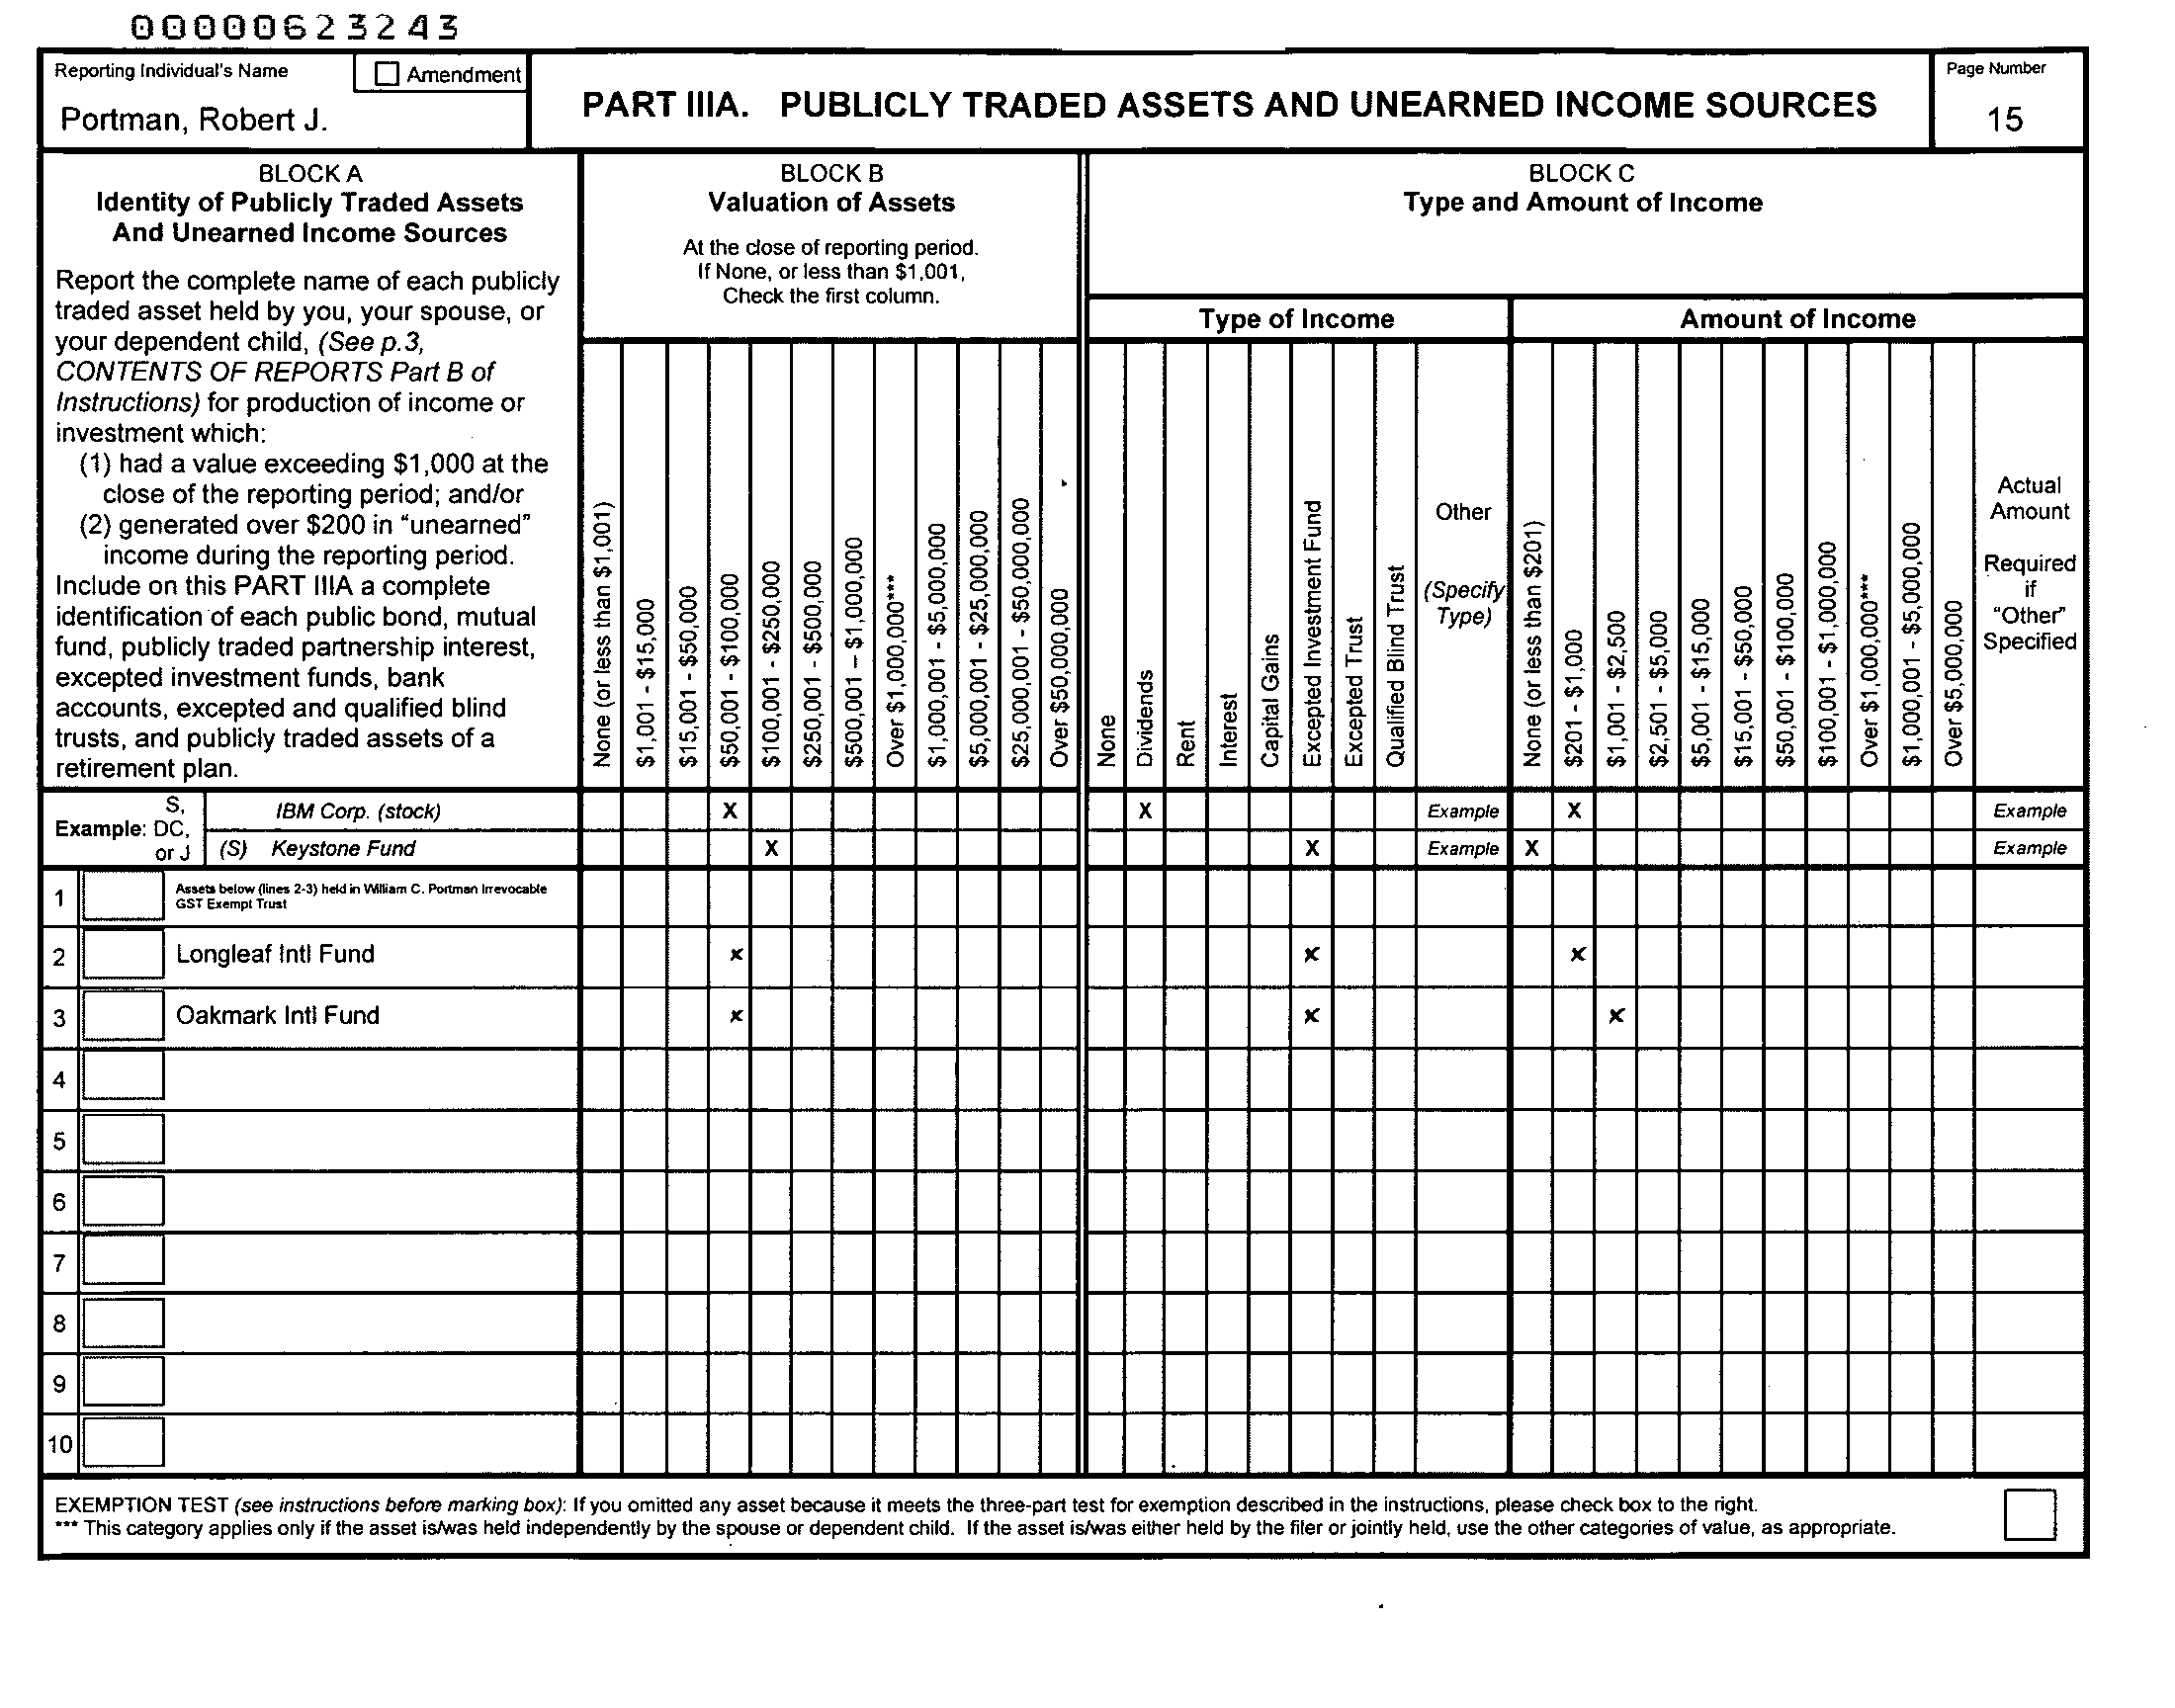 00000623243
Reporting Individual's Name
Amendment
Portman, Robert J.
PART IIIA. PUBLICLY TRADED ASSETS AND UNEARNED INCOME SOURCES
Page Number
15
BLOCK A
Identity of Publicly Traded Assets
And Unearned Income Sources
Report the complete name of each publicly
traded asset held by you, your spouse, or
your dependent child, (See p.3,
CONTENTS OF REPORTS Part B of
Instructions) for production of income or
investment which:
(1) had a value exceeding $1,000 at the
close of the reporting period; and/or
(2) generated over $200 in "unearned"
income during the reporting period.
Include on this PART IIIA a complete
identification of each public bond, mutual
fund, publicly traded partnership interest,
excepted investment funds, bank
accounts, excepted and qualified blind
trusts, and publicly traded assets of a
retirement plan.
BLOCK B
Valuation of Assets
At the close of reporting period.
If None, or less than $1,001,
Check the first column.
None (or less than $1,001)
$1,001 - $15,000
$15,001 - $50,000
$50,001 - $100,000
$100,001 - $250,000
$250,001 - $500,000
$500,001 – $1,000,000
Over $1,000,000***
$1,000,001 - $5,000,000
$5,000,001 - $25,000,000
$25,000,001 - $50,000,000
Over $50,000,000
BLOCK C
Type and Amount of Income
Type of Income
None
Dividends
Rent
Interest
Capital Gains
Excepted Investment Fund
Excepted Trust
Qualified Blind Trust
Other
(Specify
Type)
Amount of Income
None (or less than $201)
$201 - $1,000
$1,001 - $2,500
$2,501 - $5,000
$5,001 - $15,000
$15,001 - $50,000
$50,001 - $100,000
$100,001 - $1,000,000
Over $1,000,000***
$1,000,001 - $5,000,000
Over $5,000,000
Actual
Amount
Required
if
"Other"
Specified
Example:
S,
DC,
or J
IBM Corp. (stock) X X Example X Example
(S) Keystone Fund X X Example X Example
1 Assets below (lines 2-3) held in William C. Portman Irrevocable
GST Exempt Trust
2 Longleaf Intl Fund x x x
3 Oakmark Intl Fund x x x
4
5
6
7
8
9
10
EXEMPTION TEST (see instructions before marking box): If you omitted any asset because it meets the three-part test for exemption described in the instructions, please check box to the right.
*** This category applies only if the asset is/was held independently by the spouse or dependent child. If the asset is/was either held by the filer or jointly held, use the other categories of value, as appropriate.